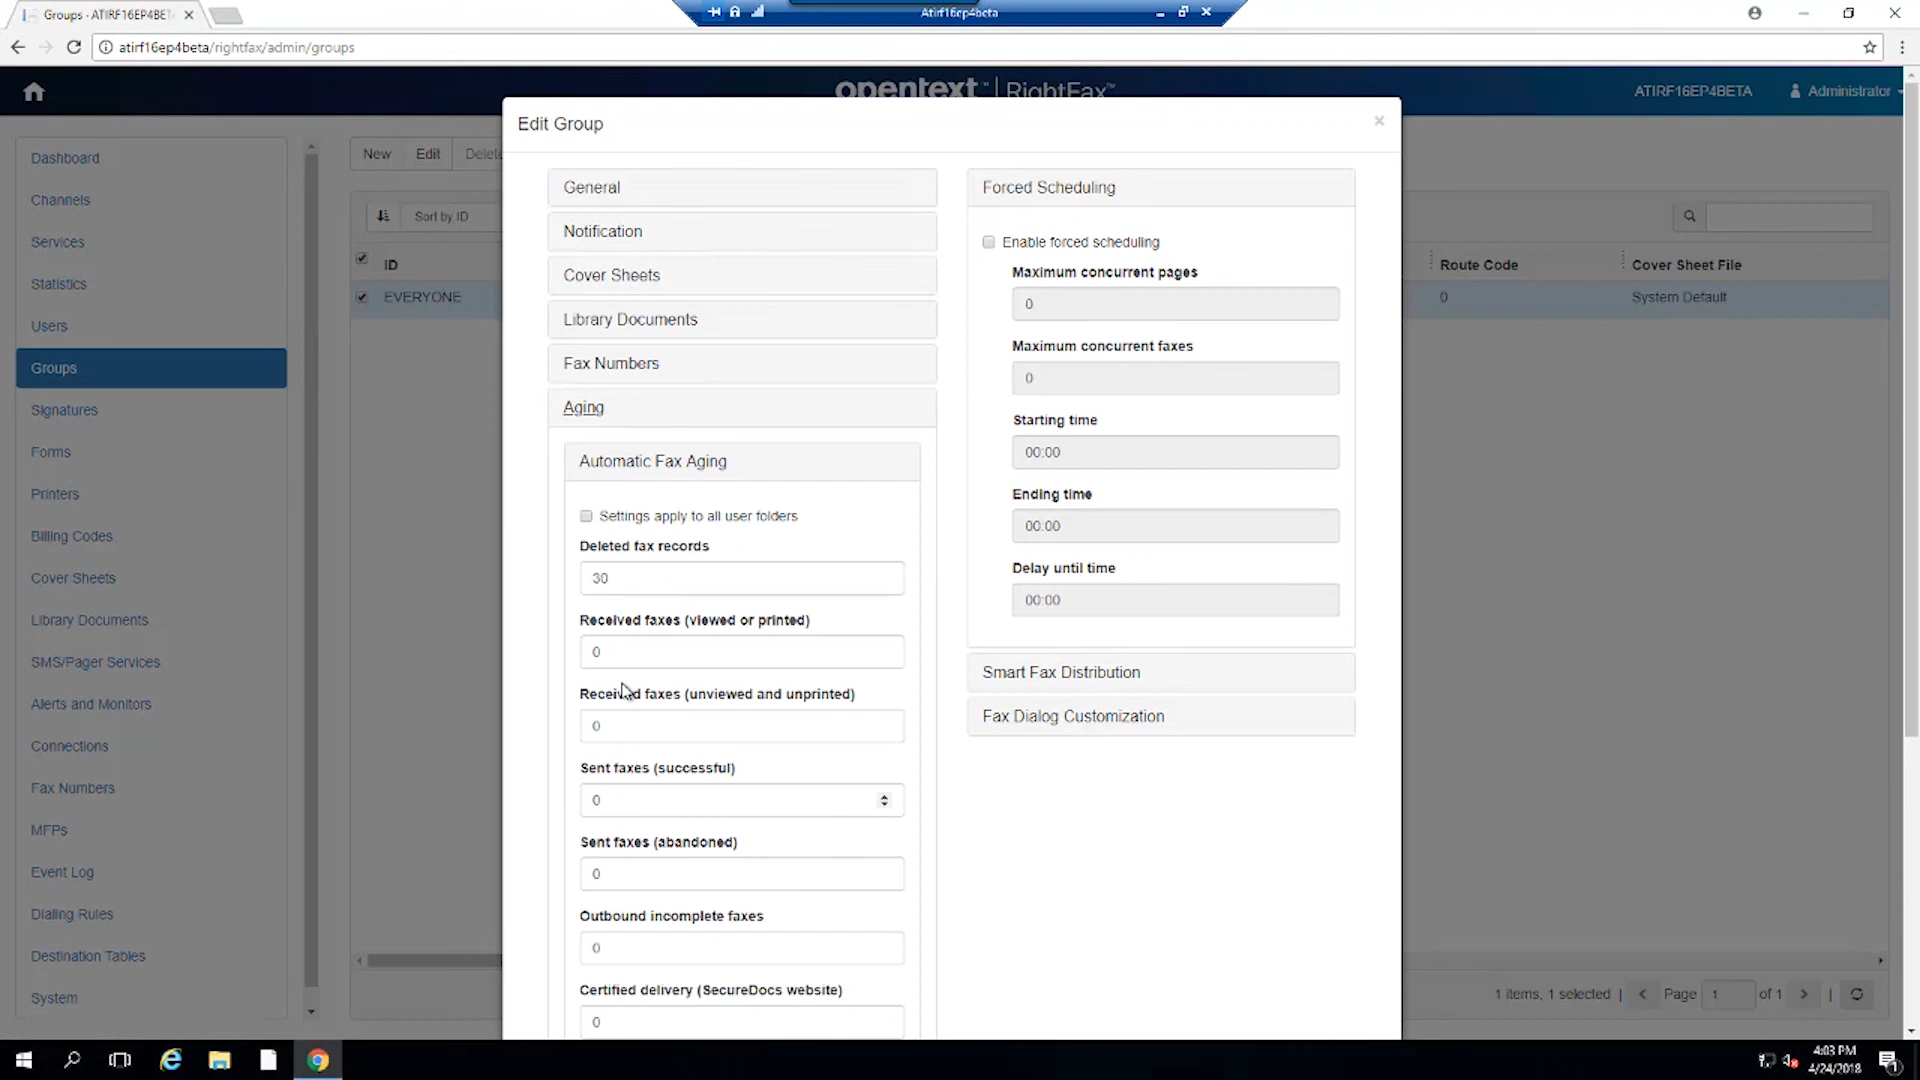 Groups - ATIRF16EP4BET
Atirf16ep4beta
atirf16ep4beta/rightfax/admin/groups
opentext™ | RightFax™
ATIRF16EP4BETA
Administrator
Dashboard
Channels
Services
Statistics
Users
Groups
Signatures
Forms
Printers
Billing Codes
Cover Sheets
Library Documents
SMS/Pager Services
Alerts and Monitors
Connections
Fax Numbers
MFPs
Event Log
Dialing Rules
Destination Tables
System
New
Edit
Delete
Sort by ID
ID
Route Code
Cover Sheet File
EVERYONE
0
System Default
1 items, 1 selected |
Page
1
of 1
|
Edit Group
×
General
Notification
Cover Sheets
Library Documents
Fax Numbers
Aging
Automatic Fax Aging
Settings apply to all user folders
Deleted fax records
30
Received faxes (viewed or printed)
0
Received faxes (unviewed and unprinted)
0
Sent faxes (successful)
0
Sent faxes (abandoned)
0
Outbound incomplete faxes
0
Certified delivery (SecureDocs website)
0
Forced Scheduling
Enable forced scheduling
Maximum concurrent pages
0
Maximum concurrent faxes
0
Starting time
00:00
Ending time
00:00
Delay until time
00:00
Smart Fax Distribution
Fax Dialog Customization
4:03 PM
4/24/2018
1